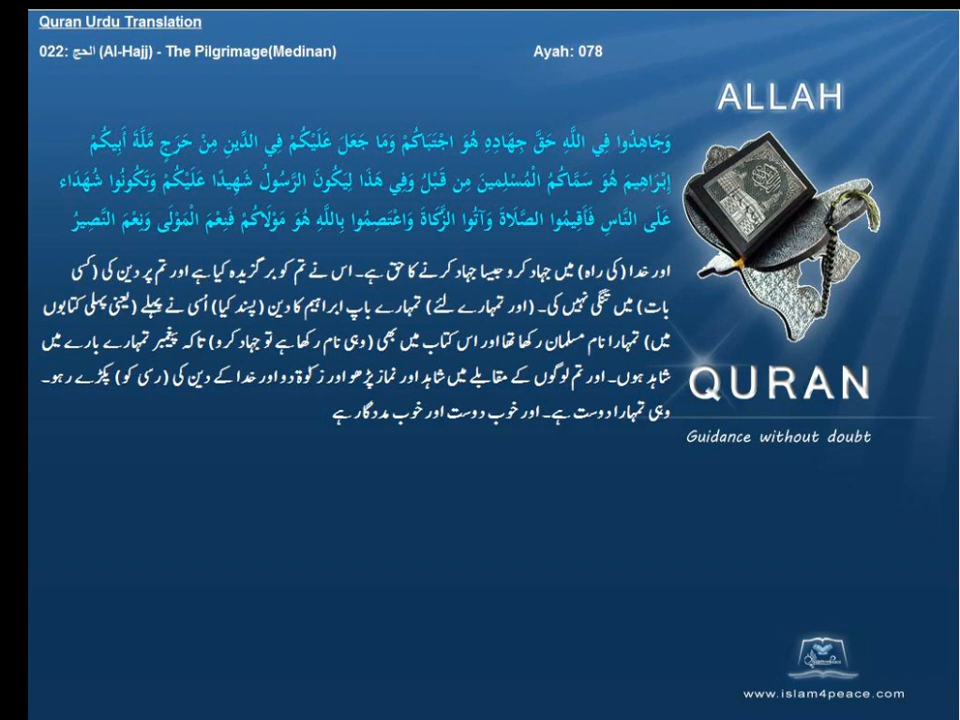 Quran Urdu Translation
022: الحج (Al-Hajj) - The Pilgrimage(Medinan) Ayah: 078
ALLAH
وَجَاهِدُوا فِي اللَّهِ حَقَّ جِهَادِهِ هُوَ اجْتَبَاكُمْ وَمَا جَعَلَ عَلَيْكُمْ فِي الدِّينِ مِنْ حَرَجٍ مِّلَّةَ أَبِيكُمْ
إِبْرَاهِيمَ هُوَ سَمَّاكُمُ الْمُسْلِمينَ مِن قَبْلُ وَفِي هَذَا لِيَكُونَ الرَّسُولُ شَهِيدًا عَلَيْكُمْ وَتَكُونُوا شُهَدَاء
عَلَى النَّاسِ فَأَقِيمُوا الصَّلَاةَ وَآتُوا الزَّكَاةَ وَاعْتَصِمُوا بِاللَّهِ هُوَ مَوْلَاكُمْ فَنِعْمَ الْمَوْلَى وَنِعْمَ النَّصِيرُ
اور خدا (کی راہ) میں جہاد کرو جیسا جہاد کرنے کا حق ہے۔ اس نے تم کو برگزیدہ کیا ہے اور تم پر دین کی (کسی
بات) میں تنگی نہیں کی۔ (اور تمہارے لئے) تمہارے باپ ابراہیم کا دین (پسند کیا) اُسی نے پہلے (یعنی پہلی کتابوں
میں) تمہارا نام مسلمان رکھا تھا اور اس کتاب میں بھی (وہی نام رکھا ہے تو جہاد کرو) تاکہ پیغمبر تمہارے بارے میں
شاہد ہوں۔ اور تم لوگوں کے مقابلے میں شاہد اور نماز پڑھو اور زکوٰة دو اور خدا کے دین کی (رسی کو) پکڑے رہو۔
وہی تمہارا دوست ہے۔ اور خوب دوست اور خوب مددگار ہے
QURAN
Guidance without doubt
www.islam4peace.com